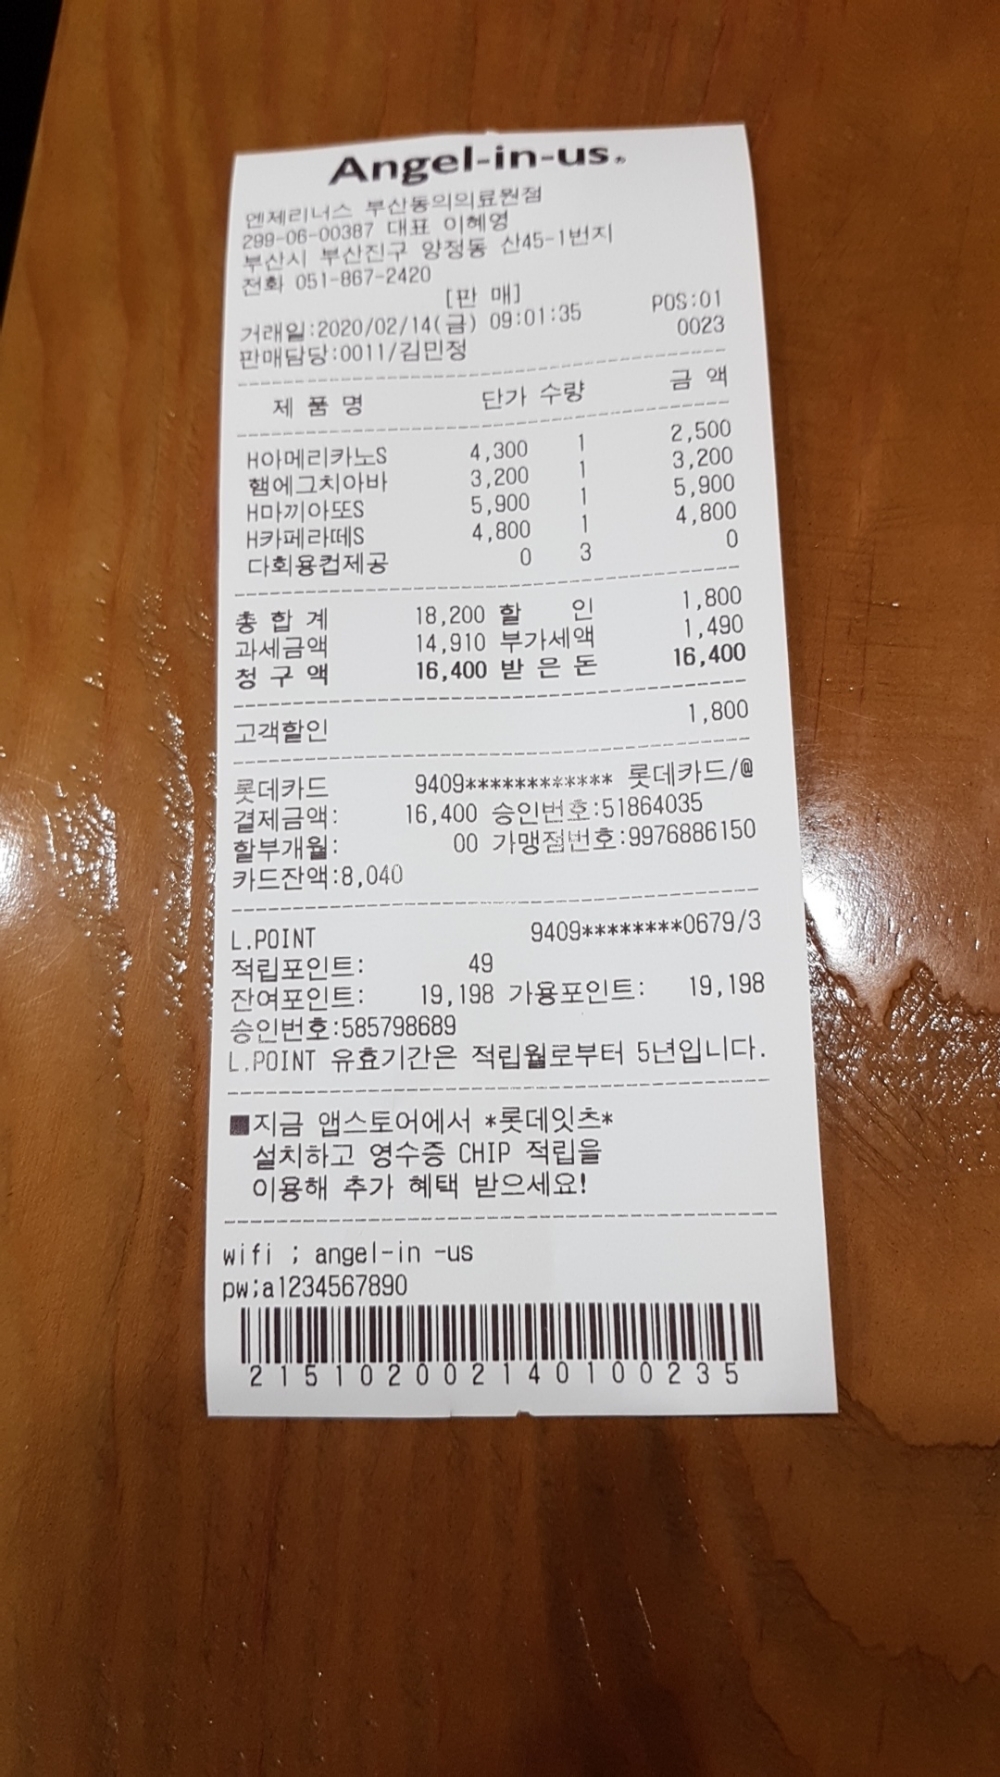 Angel-in-us®
엔제리너스 부산동의의료원점
299-06-00387 대표 이혜영
부산시 부산진구 양정동 산45-1번지
전화 051-867-2420
[판 매] POS:01
거래일:2020/02/14(금) 09:01:35 0023
판매담당:0011/김민정
제 품 명 단가 수량 금 액
H아메리카노S 4,300 1 2,500
햄에그치아바 3,200 1 3,200
H마끼아또S 5,900 1 5,900
H카페라떼S 4,800 1 4,800
다회용컵제공 0 3 0
총 합 계 18,200 할 인 1,800
과세금액 14,910 부가세액 1,490
청 구 액 16,400 받 은 돈 16,400
고객할인 1,800
롯데카드 9409************ 롯데카드/@
결제금액: 16,400 승인번호:51864035
할부개월: 00 가맹점번호:9976886150
카드잔액:8,040
L.POINT 9409********0679/3
적립포인트: 49
잔여포인트: 19,198 가용포인트: 19,198
승인번호:585798689
L.POINT 유효기간은 적립월로부터 5년입니다.
■지금 앱스토어에서 *롯데잇츠*
설치하고 영수증 CHIP 적립을
이용해 추가 혜택 받으세요!
wifi ; angel-in -us
pw;a1234567890
215102002140100235